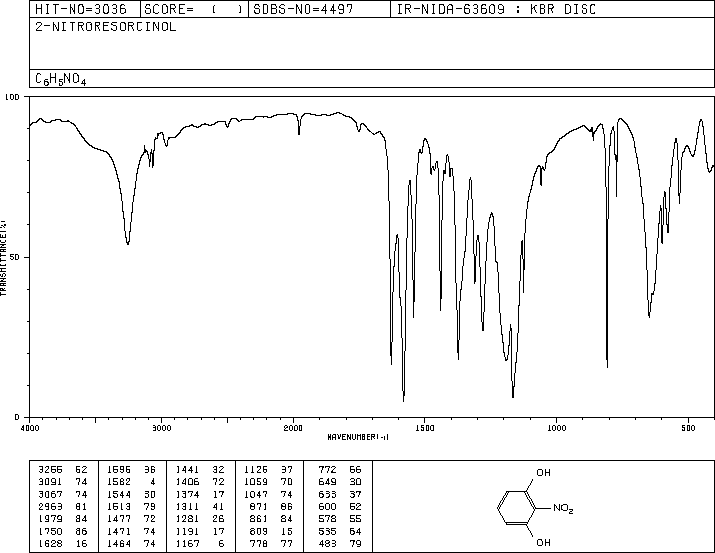 HIT-NO=3036 SCORE= ( ) SDBS-NO=4497 IR-NIDA-63609 : KBR DISC
2-NITRORESORCINOL
C6H5NO4
100
50
0
TRANSMITTANCE(%)
4000 3000 2000 1500 1000 500
WAVENUMBER(-1)
3266 52 1596 36 1441 32 1126 37 772 66
3091 74 1582 4 1406 72 1059 70 649 30
3067 74 1544 30 1374 17 1047 74 633 37
2969 81 1513 79 1311 41 871 86 600 52
1979 84 1477 72 1281 26 861 84 578 55
1750 86 1471 74 1191 17 809 15 535 64
1628 16 1464 74 1167 6 778 77 483 79
OH
NO2
OH